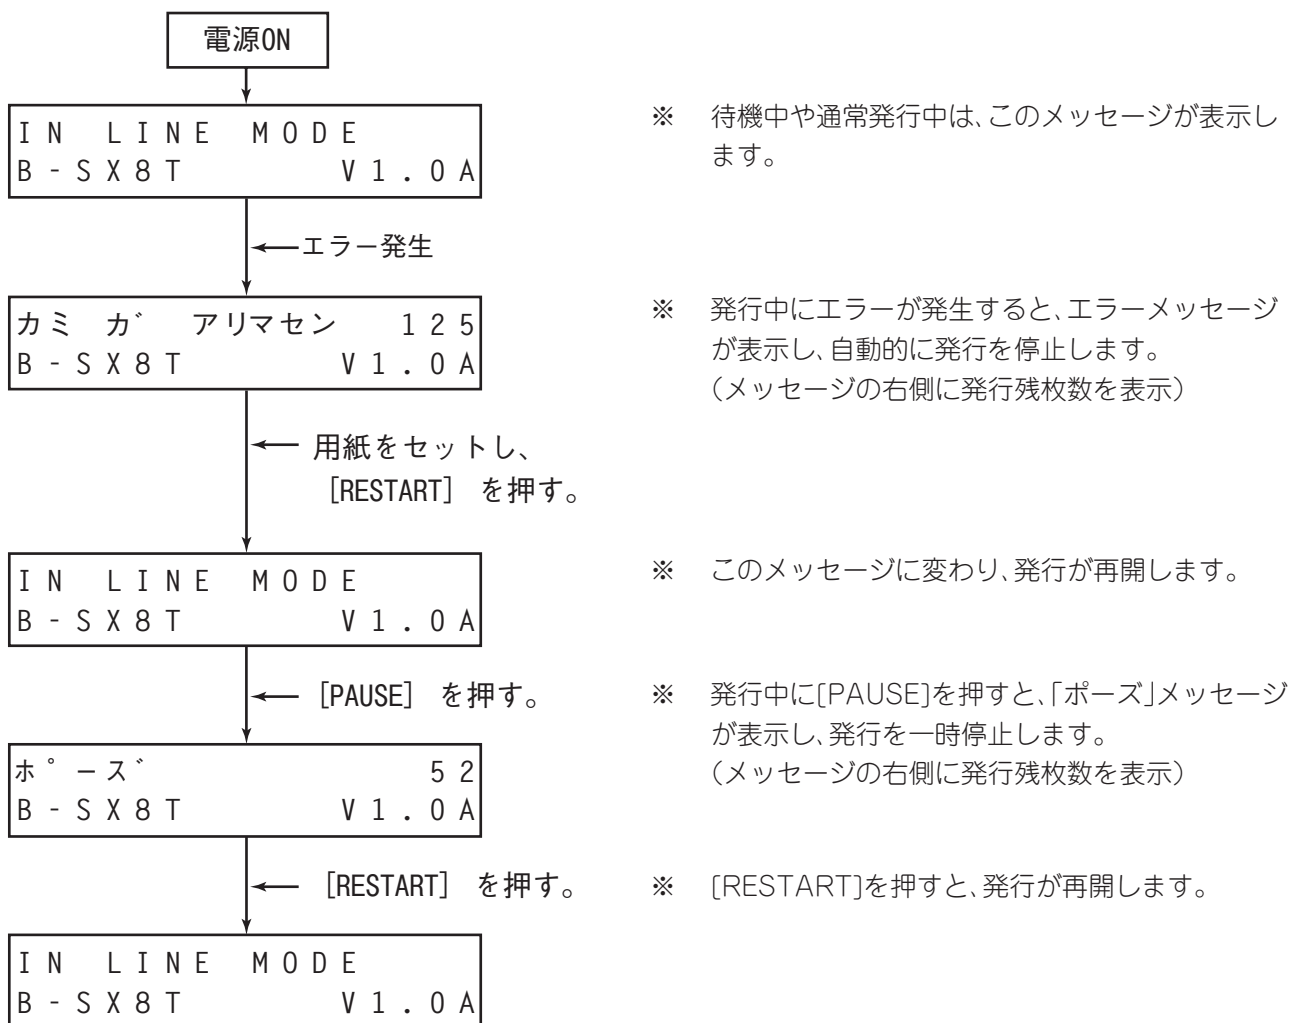 電源ON
IN LINE MODE
B-SX8T V1.0A
※ 待機中や通常発行中は、このメッセージが表示し
ます。
エラー発生
カミ ガ アリマセン 125
B-SX8T V1.0A
※ 発行中にエラーが発生すると、エラーメッセージ
が表示し、自動的に発行を停止します。
(メッセージの右側に発行残枚数を表示)
用紙をセットし、
[RESTART] を押す。
IN LINE MODE
B-SX8T V1.0A
※ このメッセージに変わり、発行が再開します。
[PAUSE] を押す。
※ 発行中に[PAUSE]を押すと、「ポーズ」メッセージ
が表示し、発行を一時停止します。
(メッセージの右側に発行残枚数を表示)
ホ゜ーズ 52
B-SX8T V1.0A
[RESTART] を押す。
※ [RESTART]を押すと、発行が再開します。
IN LINE MODE
B-SX8T V1.0A